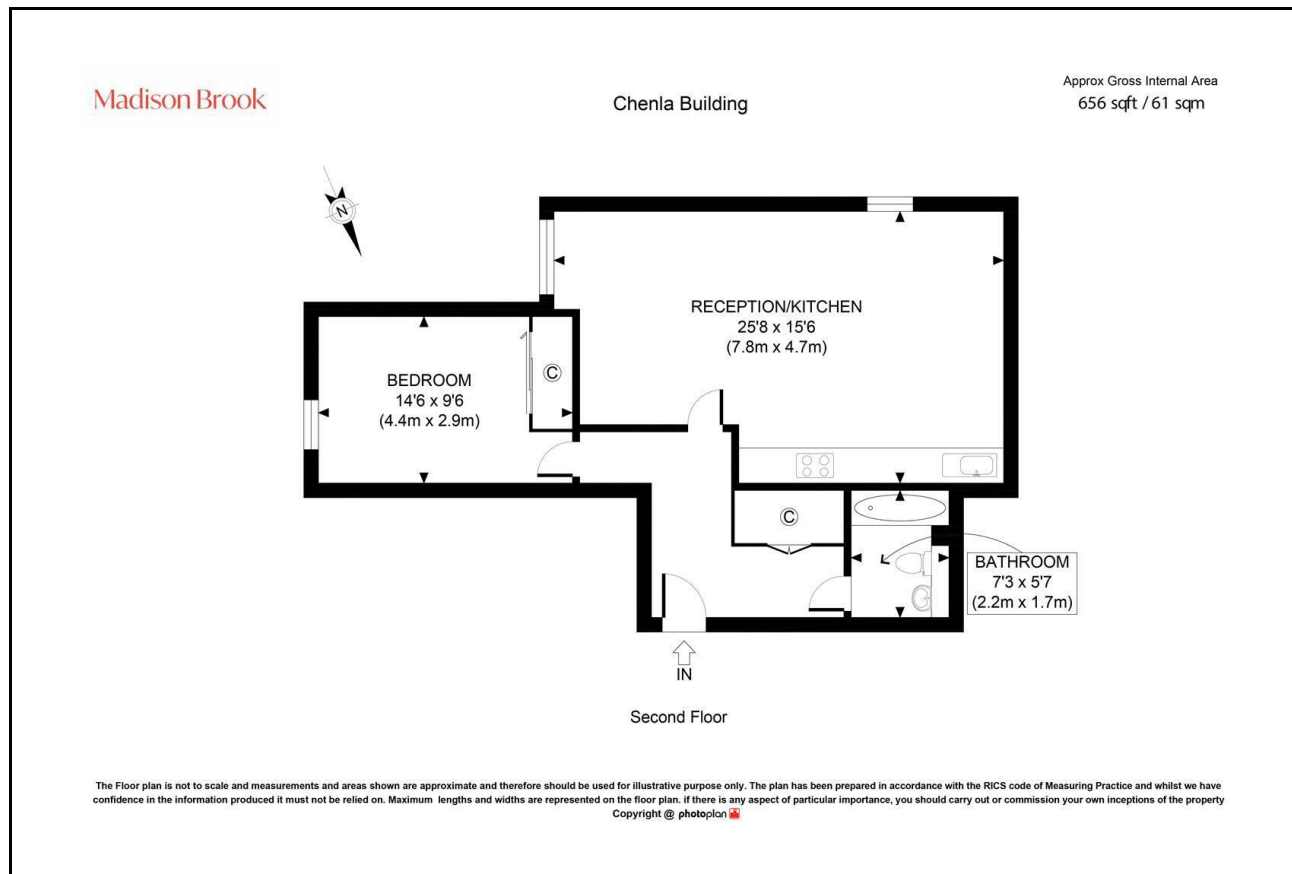 Madison Brook
Chenla Building
Approx Gross Internal Area
656 sqft / 61 sqm
N
RECEPTION/KITCHEN
25'8 x 15'6
(7.8m x 4.7m)
BEDROOM
14'6 x 9'6
(4.4m x 2.9m)
C
C
BATHROOM
7'3 x 5'7
(2.2m x 1.7m)
IN
Second Floor
The Floor plan is not to scale and measurements and areas shown are approximate and therefore should be used for illustrative purpose only. The plan has been prepared in accordance with the RICS code of Measuring Practice and whilst we have
confidence in the information produced it must not be relied on. Maximum lengths and widths are represented on the floor plan. if there is any aspect of particular importance, you should carry out or commission your own inceptions of the property
Copyright @ photoplan